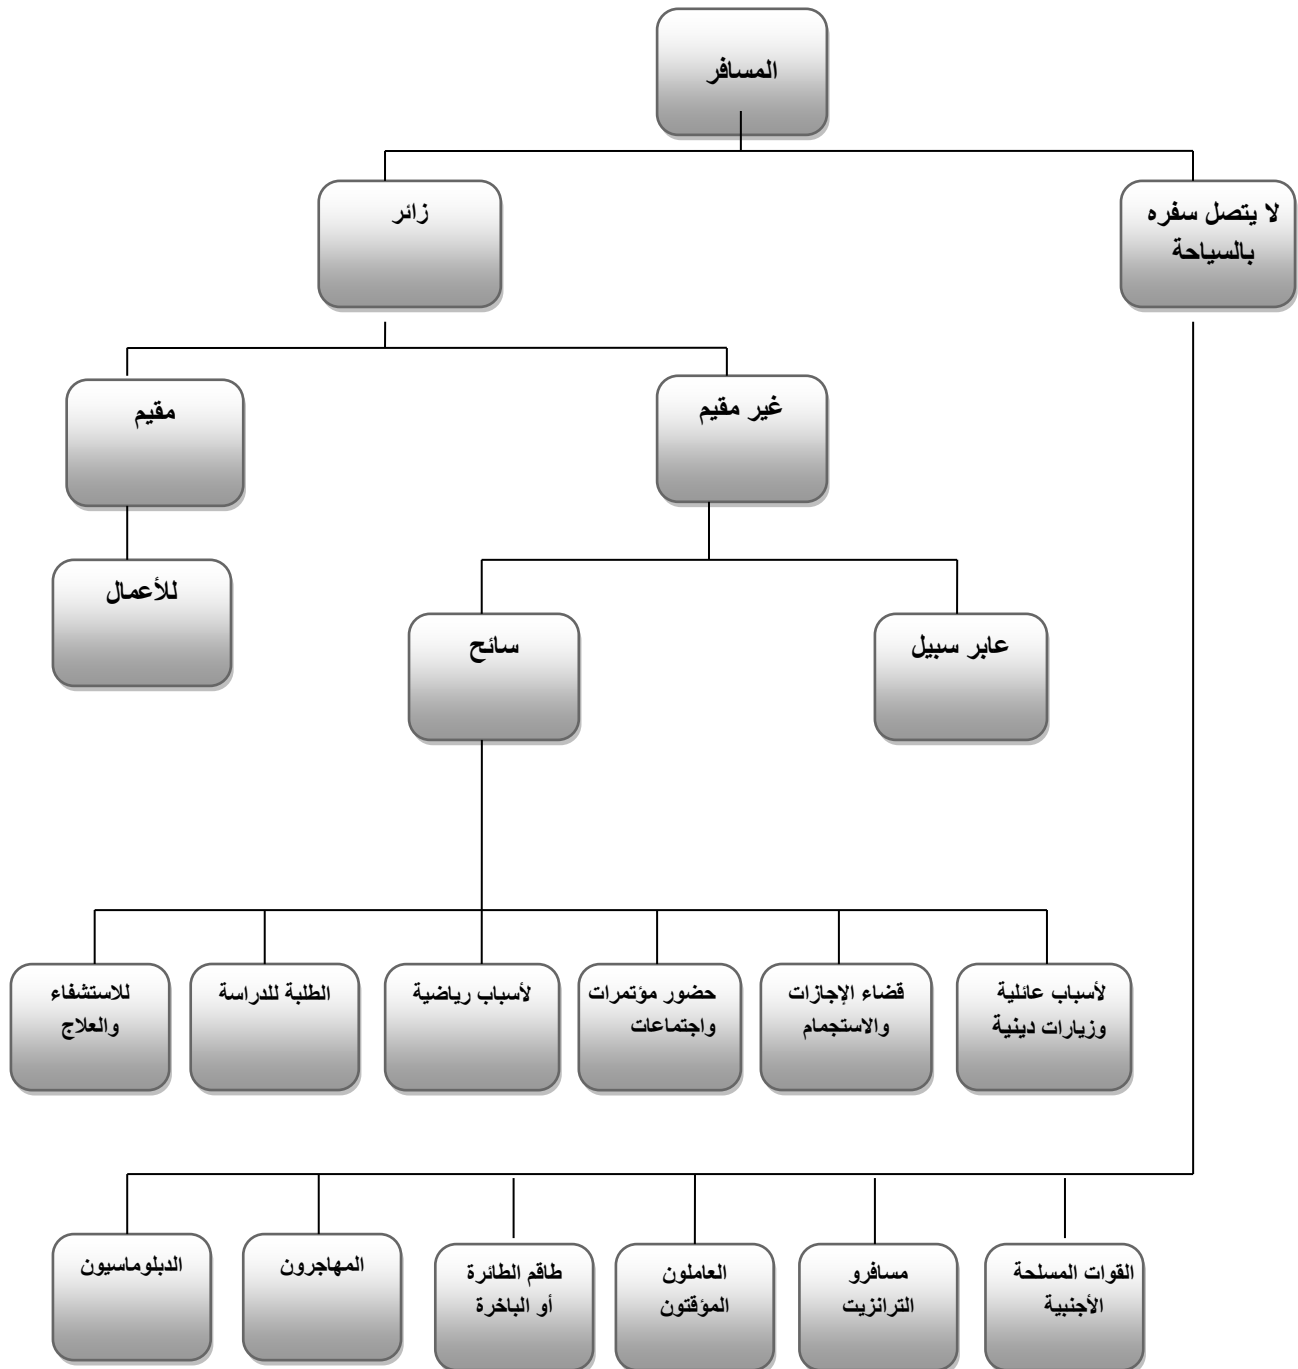 المسافر
لا يتصل سفره
بالسياحة
زائر
غير مقيم
مقيم
للأعمال
عابر سبيل
سائح
لأسباب عائلية
وزيارات دينية
قضاء الإجازات
والاستجمام
حضور مؤتمرات
واجتماعات
لأسباب رياضية
الطلبة للدراسة
للاستشفاء
والعلاج
القوات المسلحة
الأجنبية
مسافرو
الترانزيت
العاملون
المؤقتون
طاقم الطائرة
أو الباخرة
المهاجرون
الدبلوماسيون